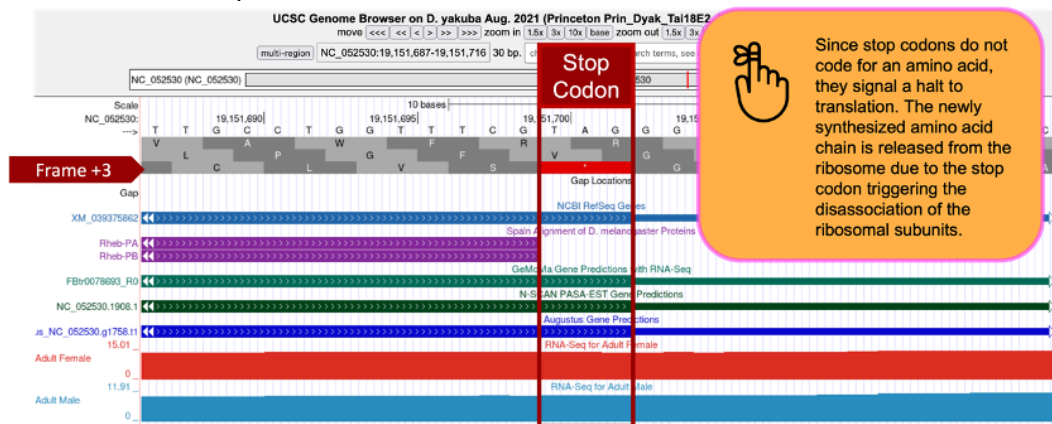 UCSC Genome Browser on D. yakuba Aug. 2021 (Princeton Prin_Dyak_Tai18E2
move <<< << < > >> >>> zoom in 1.5x 3x 10x base zoom out 1.5x 3x
multi-region NC_052530:19,151,687-19,151,716 30 bp.
Stop
Codon
Since stop codons do not
code for an amino acid,
they signal a halt to
translation. The newly
synthesized amino acid
chain is released from the
ribosome due to the stop
codon triggering the
disassociation of the
ribosomal subunits.
NC_052530 (NC_052530)
Scale 10 bases
NC_052530: 19,151,690 19,151,695 19,151,700 19,15
---> T T G C C T G G T T T C G T A G G G
V A W F R R
L P G F V G
Frame +3
C L V S * G
Gap Locations
Gap
NCBI RefSeq Genes
XM_039375862
Spaln Alignment of D. melanogaster Proteins
Rheb-PA
Rheb-PB
GeMoMa Gene Predictions with RNA-Seq
FBtr0078693_R0
N-SCAN PASA-EST Gene Predictions
NC_052530.1908.1
Augustus Gene Predictions
us_NC_052530.g1758.t1
RNA-Seq for Adult Female
15.01 _
Adult Female
0 _
RNA-Seq for Adult Male
11.91 _
Adult Male
0 _